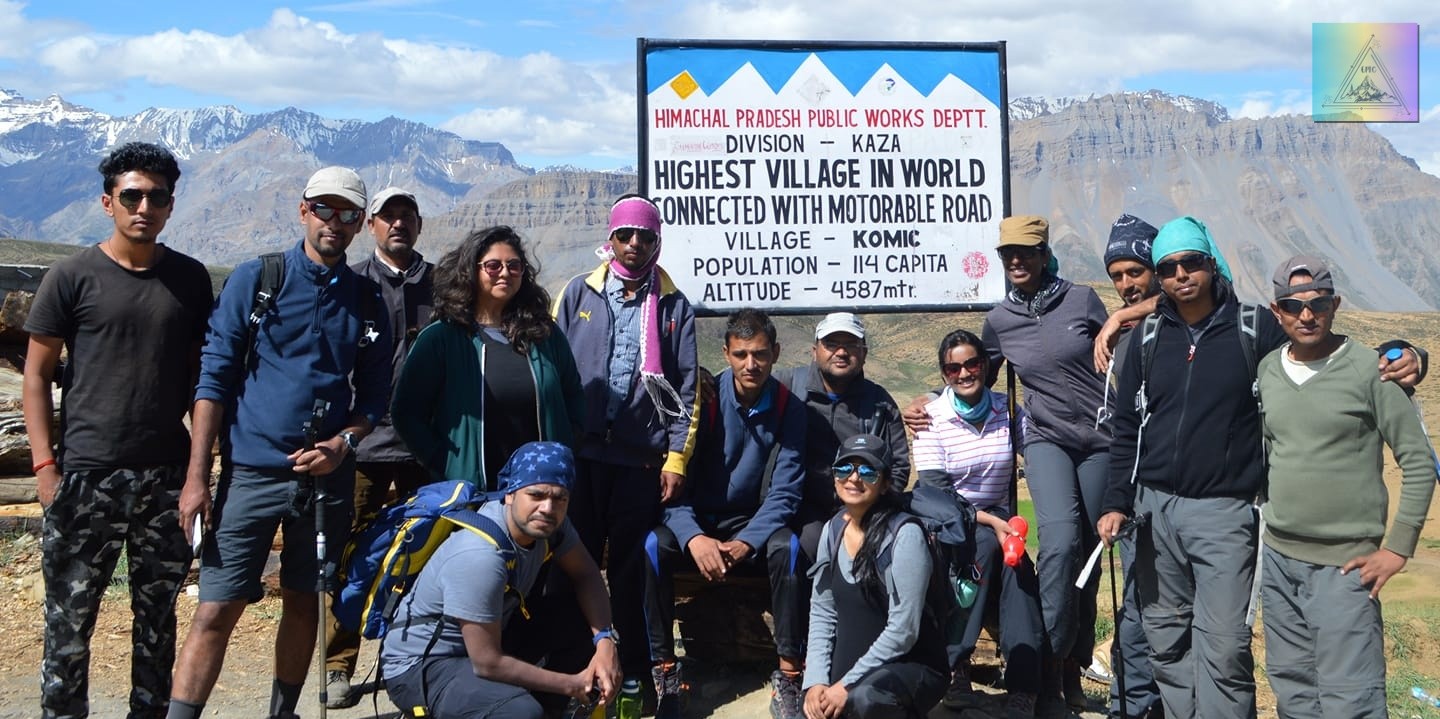 HIMACHAL PRADESH PUBLIC WORKS DEPTT.
DIVISION – KAZA
HIGHEST VILLAGE IN WORLD
CONNECTED WITH MOTORABLE ROAD
VILLAGE – KOMIC
POPULATION – 114 CAPITA
ALTITUDE – 4587mtr.